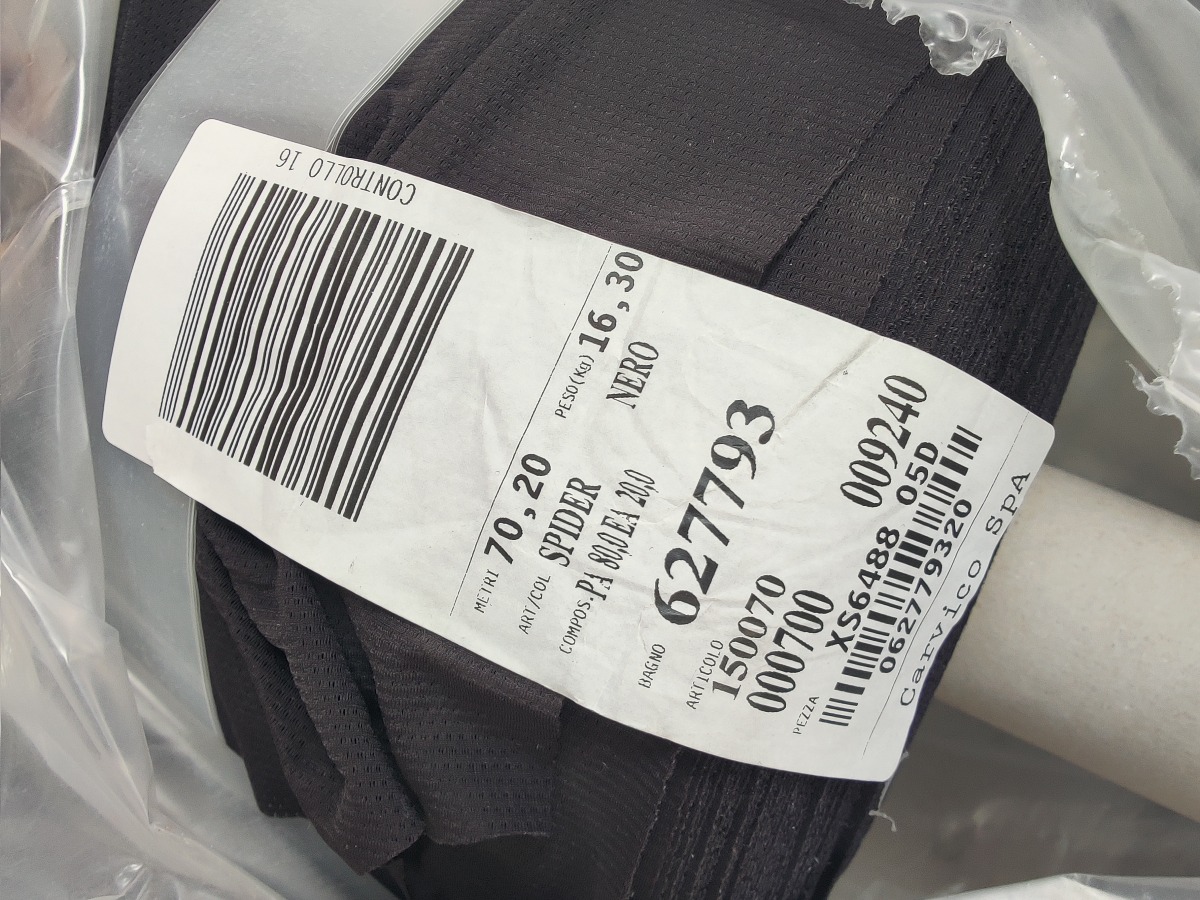 CONTROLLO 16
METRI 70,20 PESO(Kg) 16,30
ART/COL SPIDER NERO
COMPOS. PA 80,0 EA 20,0
BAGNO 627793
ARTICOLO
150070 009240
000700
PEZZA XS6488 05D
0627779320
Carvico SpA